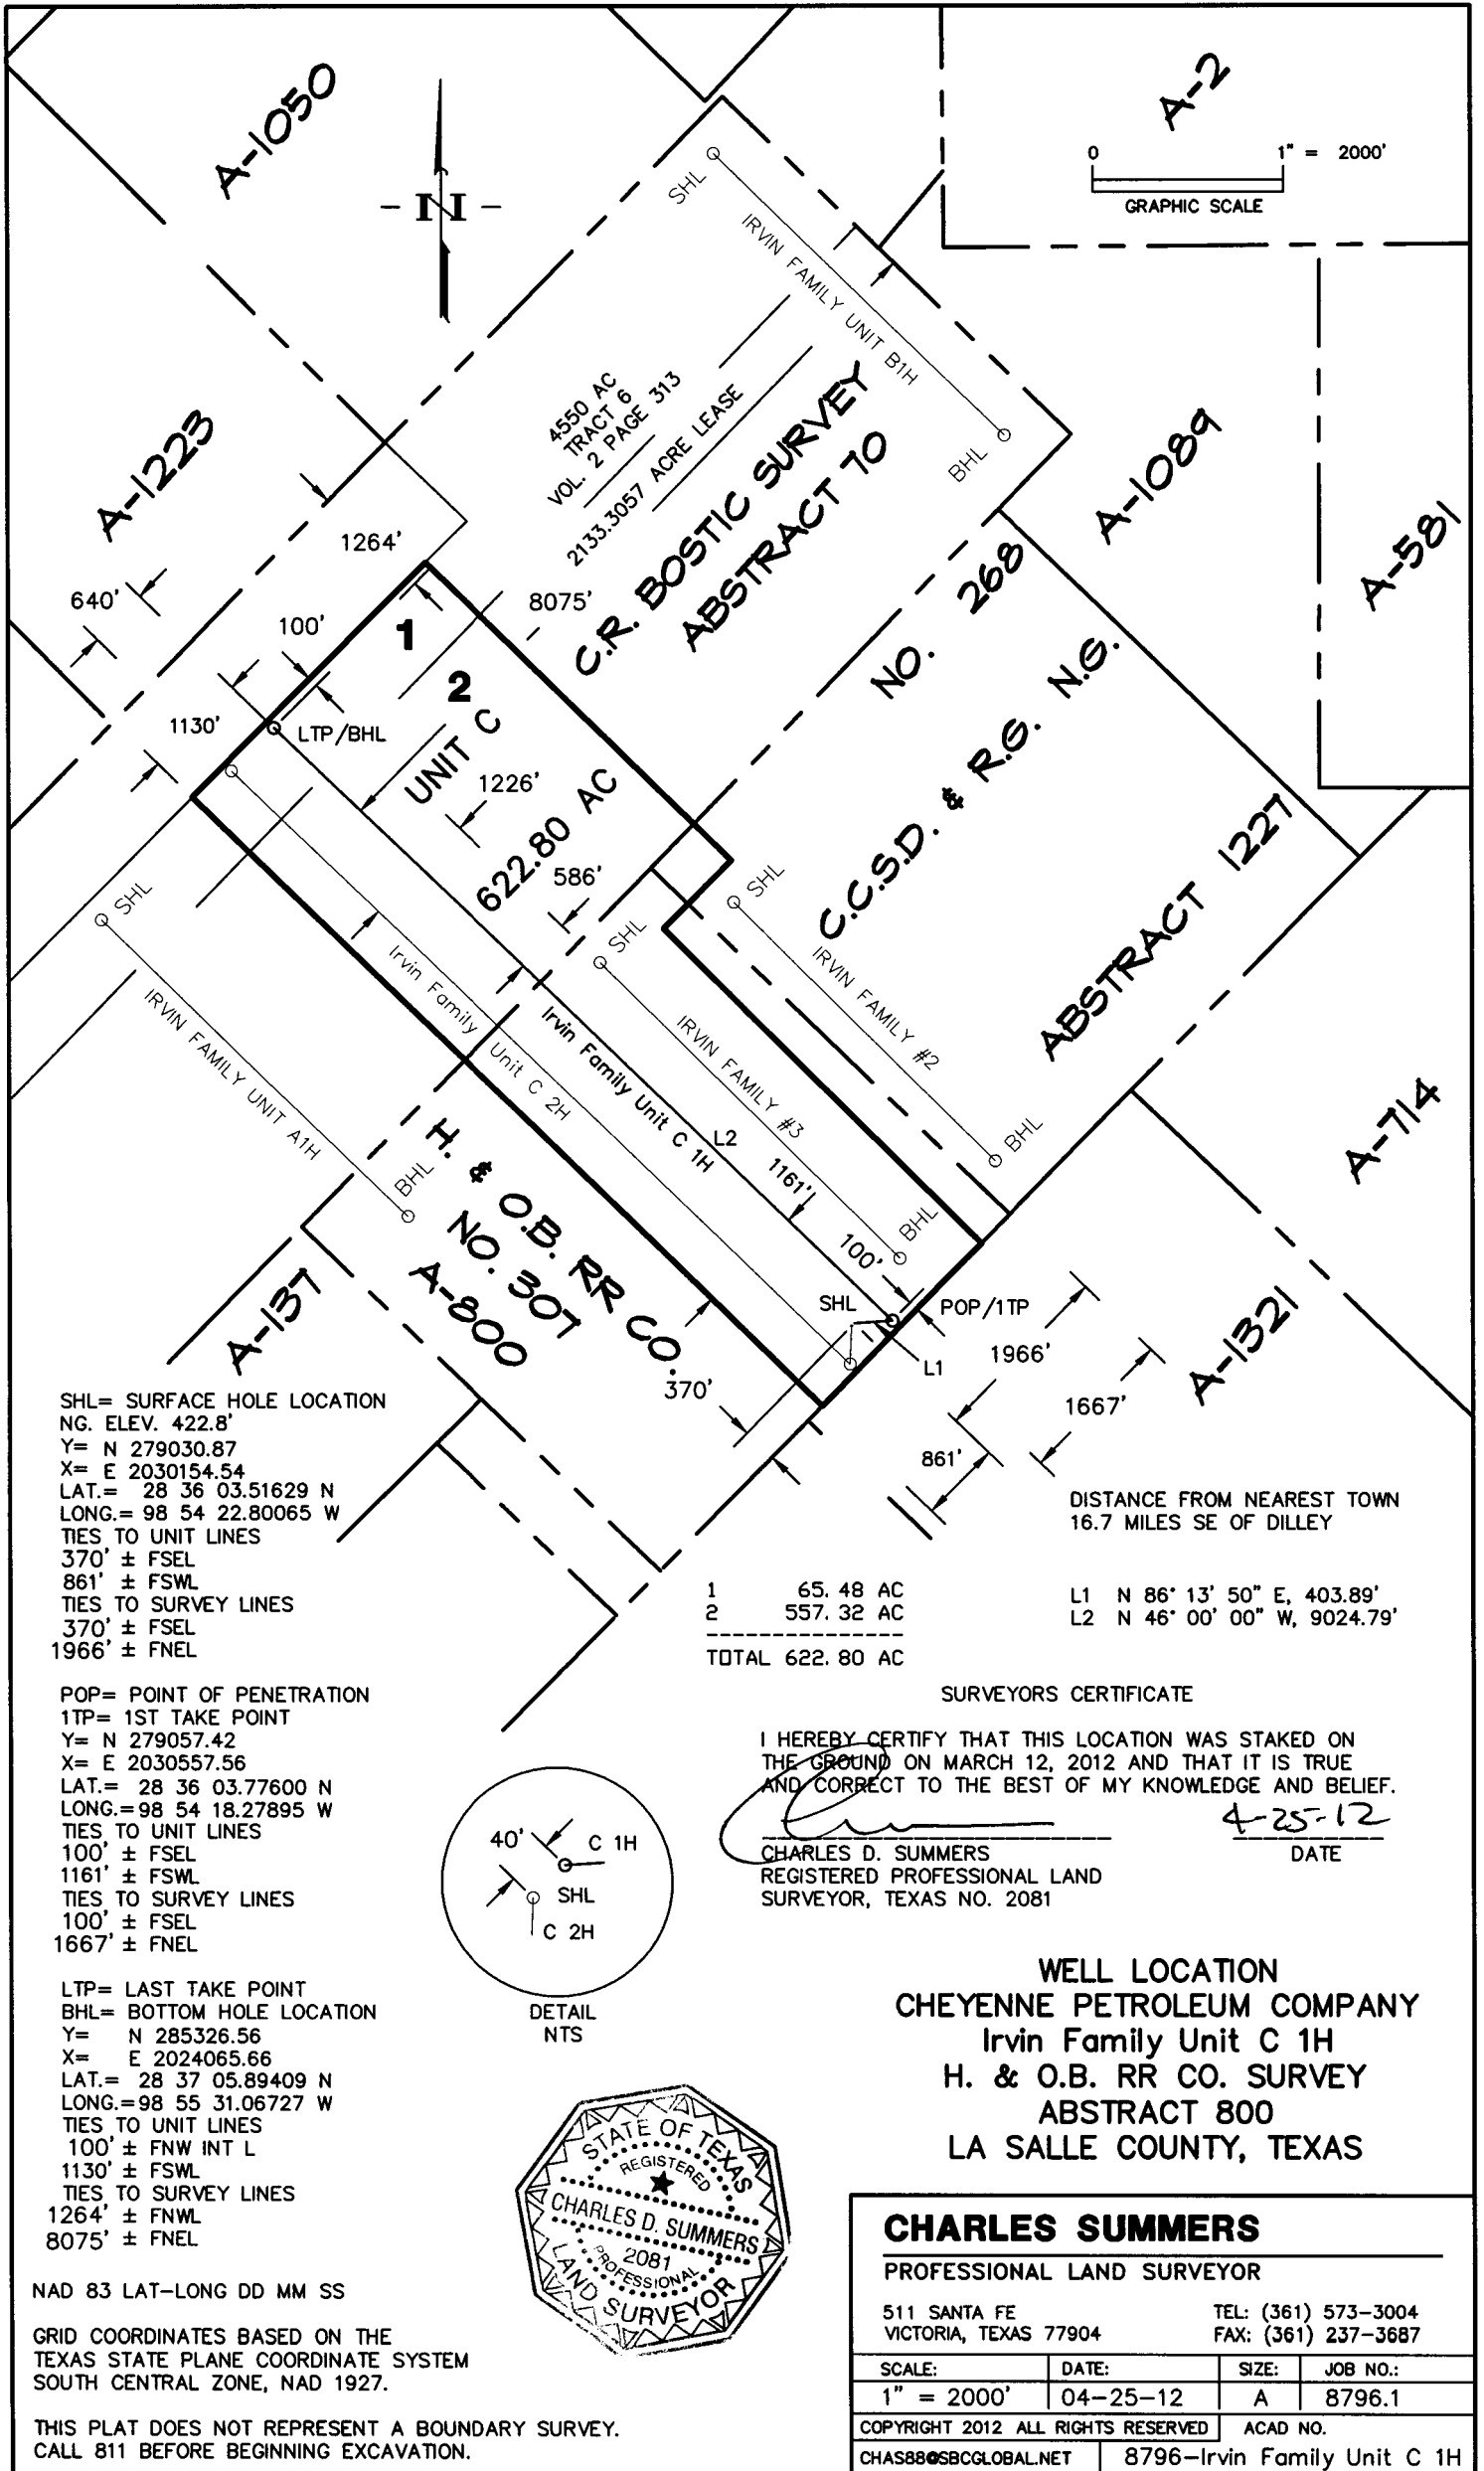 A-1050
A-2
- N -
0 1" = 2000'
GRAPHIC SCALE
SHL
IRVIN FAMILY UNIT B1H
BHL
4550 AC
TRACT 6
VOL. 2 PAGE 313
2133.3057 ACRE LEASE
C.R. BOSTIC SURVEY
ABSTRACT 70
A-1223
A-1089
A-581
1264'
640'
100'
8075'
1
2
1130'
LTP/BHL
UNIT C
622.80 AC
1226'
586'
NO. 268
C.C.S.D. & R.G. N.G.
ABSTRACT 1227
SHL
IRVIN FAMILY UNIT A1H
BHL
Irvin Family Unit C 2H
Irvin Family Unit C 1H
SHL
IRVIN FAMILY #3
BHL
SHL
IRVIN FAMILY #2
BHL
L2
1161'
100'
A-714
H. & O.B. RR CO.
NO. 307
A-800
A-137
SHL
POP/1TP
L1
1966'
1667'
861'
370'
A-1321
SHL= SURFACE HOLE LOCATION
NG. ELEV. 422.8'
Y= N 279030.87
X= E 2030154.54
LAT.= 28 36 03.51629 N
LONG.= 98 54 22.80065 W
TIES TO UNIT LINES
370' ± FSEL
861' ± FSWL
TIES TO SURVEY LINES
370' ± FSEL
1966' ± FNEL
POP= POINT OF PENETRATION
1TP= 1ST TAKE POINT
Y= N 279057.42
X= E 2030557.56
LAT.= 28 36 03.77600 N
LONG.=98 54 18.27895 W
TIES TO UNIT LINES
100' ± FSEL
1161' ± FSWL
TIES TO SURVEY LINES
100' ± FSEL
1667' ± FNEL
LTP= LAST TAKE POINT
BHL= BOTTOM HOLE LOCATION
Y= N 285326.56
X= E 2024065.66
LAT.= 28 37 05.89409 N
LONG.=98 55 31.06727 W
TIES TO UNIT LINES
100' ± FNW INT L
1130' ± FSWL
TIES TO SURVEY LINES
1264' ± FNWL
8075' ± FNEL
NAD 83 LAT-LONG DD MM SS
GRID COORDINATES BASED ON THE
TEXAS STATE PLANE COORDINATE SYSTEM
SOUTH CENTRAL ZONE, NAD 1927.
THIS PLAT DOES NOT REPRESENT A BOUNDARY SURVEY.
CALL 811 BEFORE BEGINNING EXCAVATION.
DISTANCE FROM NEAREST TOWN
16.7 MILES SE OF DILLEY
1 65.48 AC
2 557.32 AC
TOTAL 622.80 AC
L1 N 86° 13' 50" E, 403.89'
L2 N 46° 00' 00" W, 9024.79'
SURVEYORS CERTIFICATE
I HEREBY CERTIFY THAT THIS LOCATION WAS STAKED ON
THE GROUND ON MARCH 12, 2012 AND THAT IT IS TRUE
AND CORRECT TO THE BEST OF MY KNOWLEDGE AND BELIEF.
4-25-12
CHARLES D. SUMMERS DATE
REGISTERED PROFESSIONAL LAND
SURVEYOR, TEXAS NO. 2081
40'
C 1H
SHL
C 2H
DETAIL
NTS
STATE OF TEXAS
REGISTERED
CHARLES D. SUMMERS
2081
PROFESSIONAL
LAND SURVEYOR
WELL LOCATION
CHEYENNE PETROLEUM COMPANY
Irvin Family Unit C 1H
H. & O.B. RR CO. SURVEY
ABSTRACT 800
LA SALLE COUNTY, TEXAS
CHARLES SUMMERS
PROFESSIONAL LAND SURVEYOR
511 SANTA FE TEL: (361) 573-3004
VICTORIA, TEXAS 77904 FAX: (361) 237-3687
SCALE: DATE: SIZE: JOB NO.:
1" = 2000' 04-25-12 A 8796.1
COPYRIGHT 2012 ALL RIGHTS RESERVED ACAD NO.
CHAS88@SBCGLOBAL.NET 8796-Irvin Family Unit C 1H